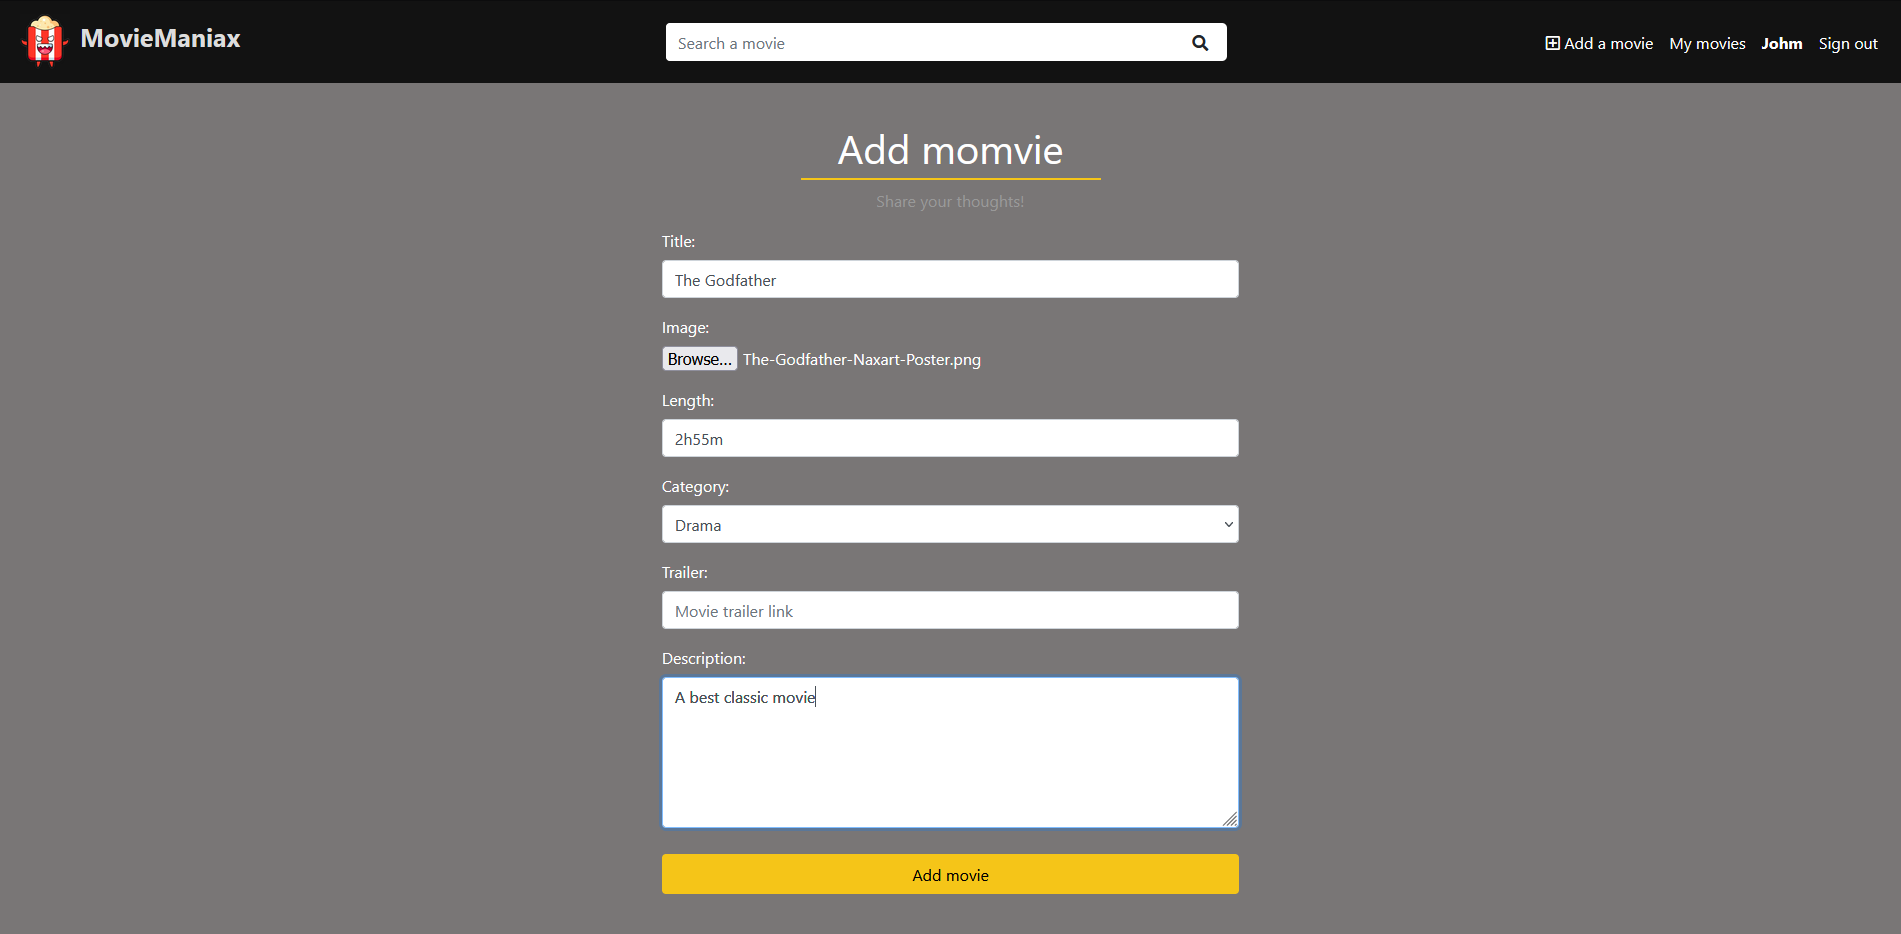 MovieManiax
Search a movie
Add a movie My movies Johm Sign out
Add momvie
Share your thoughts!
Title:
The Godfather
Image:
Browse... The-Godfather-Naxart-Poster.png
Length:
2h55m
Category:
Drama
Trailer:
Movie trailer link
Description:
A best classic movie
Add movie